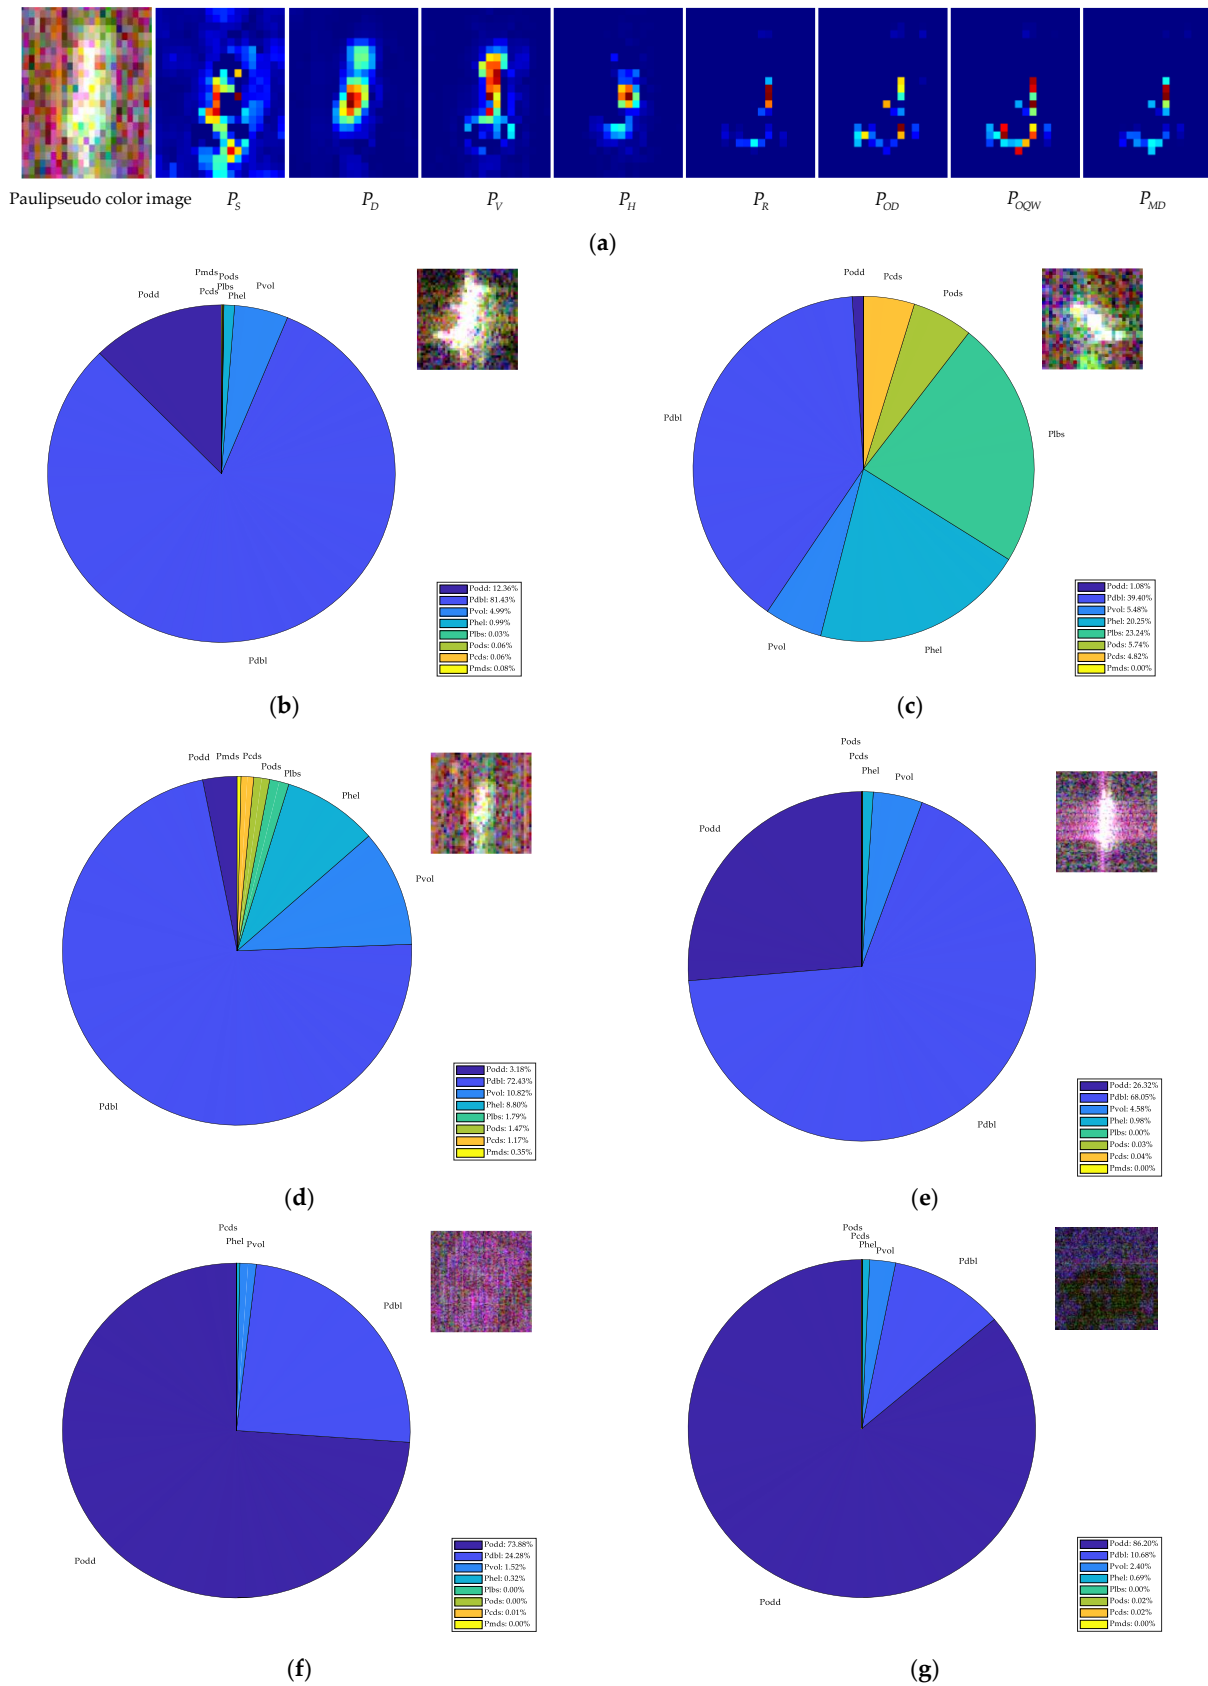 Paulipseudo color image P_S P_D P_V P_H P_R P_OD P_OQW P_MD
(a)
Pmds Pods
Plbs Pvol
Podd Pcds Phel
Pdbl
Podd: 12.36%
Pdbl: 81.43%
Pvol: 4.99%
Phel: 0.99%
Plbs: 0.03%
Pods: 0.06%
Pcds: 0.06%
Pmds: 0.08%
(b)
Podd Pcds
Pods
Pdbl
Plbs
Pvol
Phel
Podd: 1.08%
Pdbl: 39.40%
Pvol: 5.48%
Phel: 20.25%
Plbs: 23.24%
Pods: 5.74%
Pcds: 4.82%
Pmds: 0.00%
(c)
Podd Pmds Pcds
Pods
Plbs
Phel
Pvol
Pdbl
Podd: 3.18%
Pdbl: 72.43%
Pvol: 10.82%
Phel: 8.80%
Plbs: 1.79%
Pods: 1.47%
Pcds: 1.17%
Pmds: 0.35%
(d)
Pods
Pcds
Phel Pvol
Podd
Pdbl
Podd: 26.32%
Pdbl: 68.05%
Pvol: 4.58%
Phel: 0.98%
Plbs: 0.00%
Pods: 0.03%
Pcds: 0.04%
Pmds: 0.00%
(e)
Pcds
Phel Pvol
Pdbl
Podd
Podd: 73.88%
Pdbl: 24.28%
Pvol: 1.52%
Phel: 0.32%
Plbs: 0.00%
Pods: 0.00%
Pcds: 0.01%
Pmds: 0.00%
(f)
Pods
Pcds
Phel Pvol
Pdbl
Podd
Podd: 86.20%
Pdbl: 10.68%
Pvol: 2.40%
Phel: 0.69%
Plbs: 0.00%
Pods: 0.02%
Pcds: 0.02%
Pmds: 0.00%
(g)